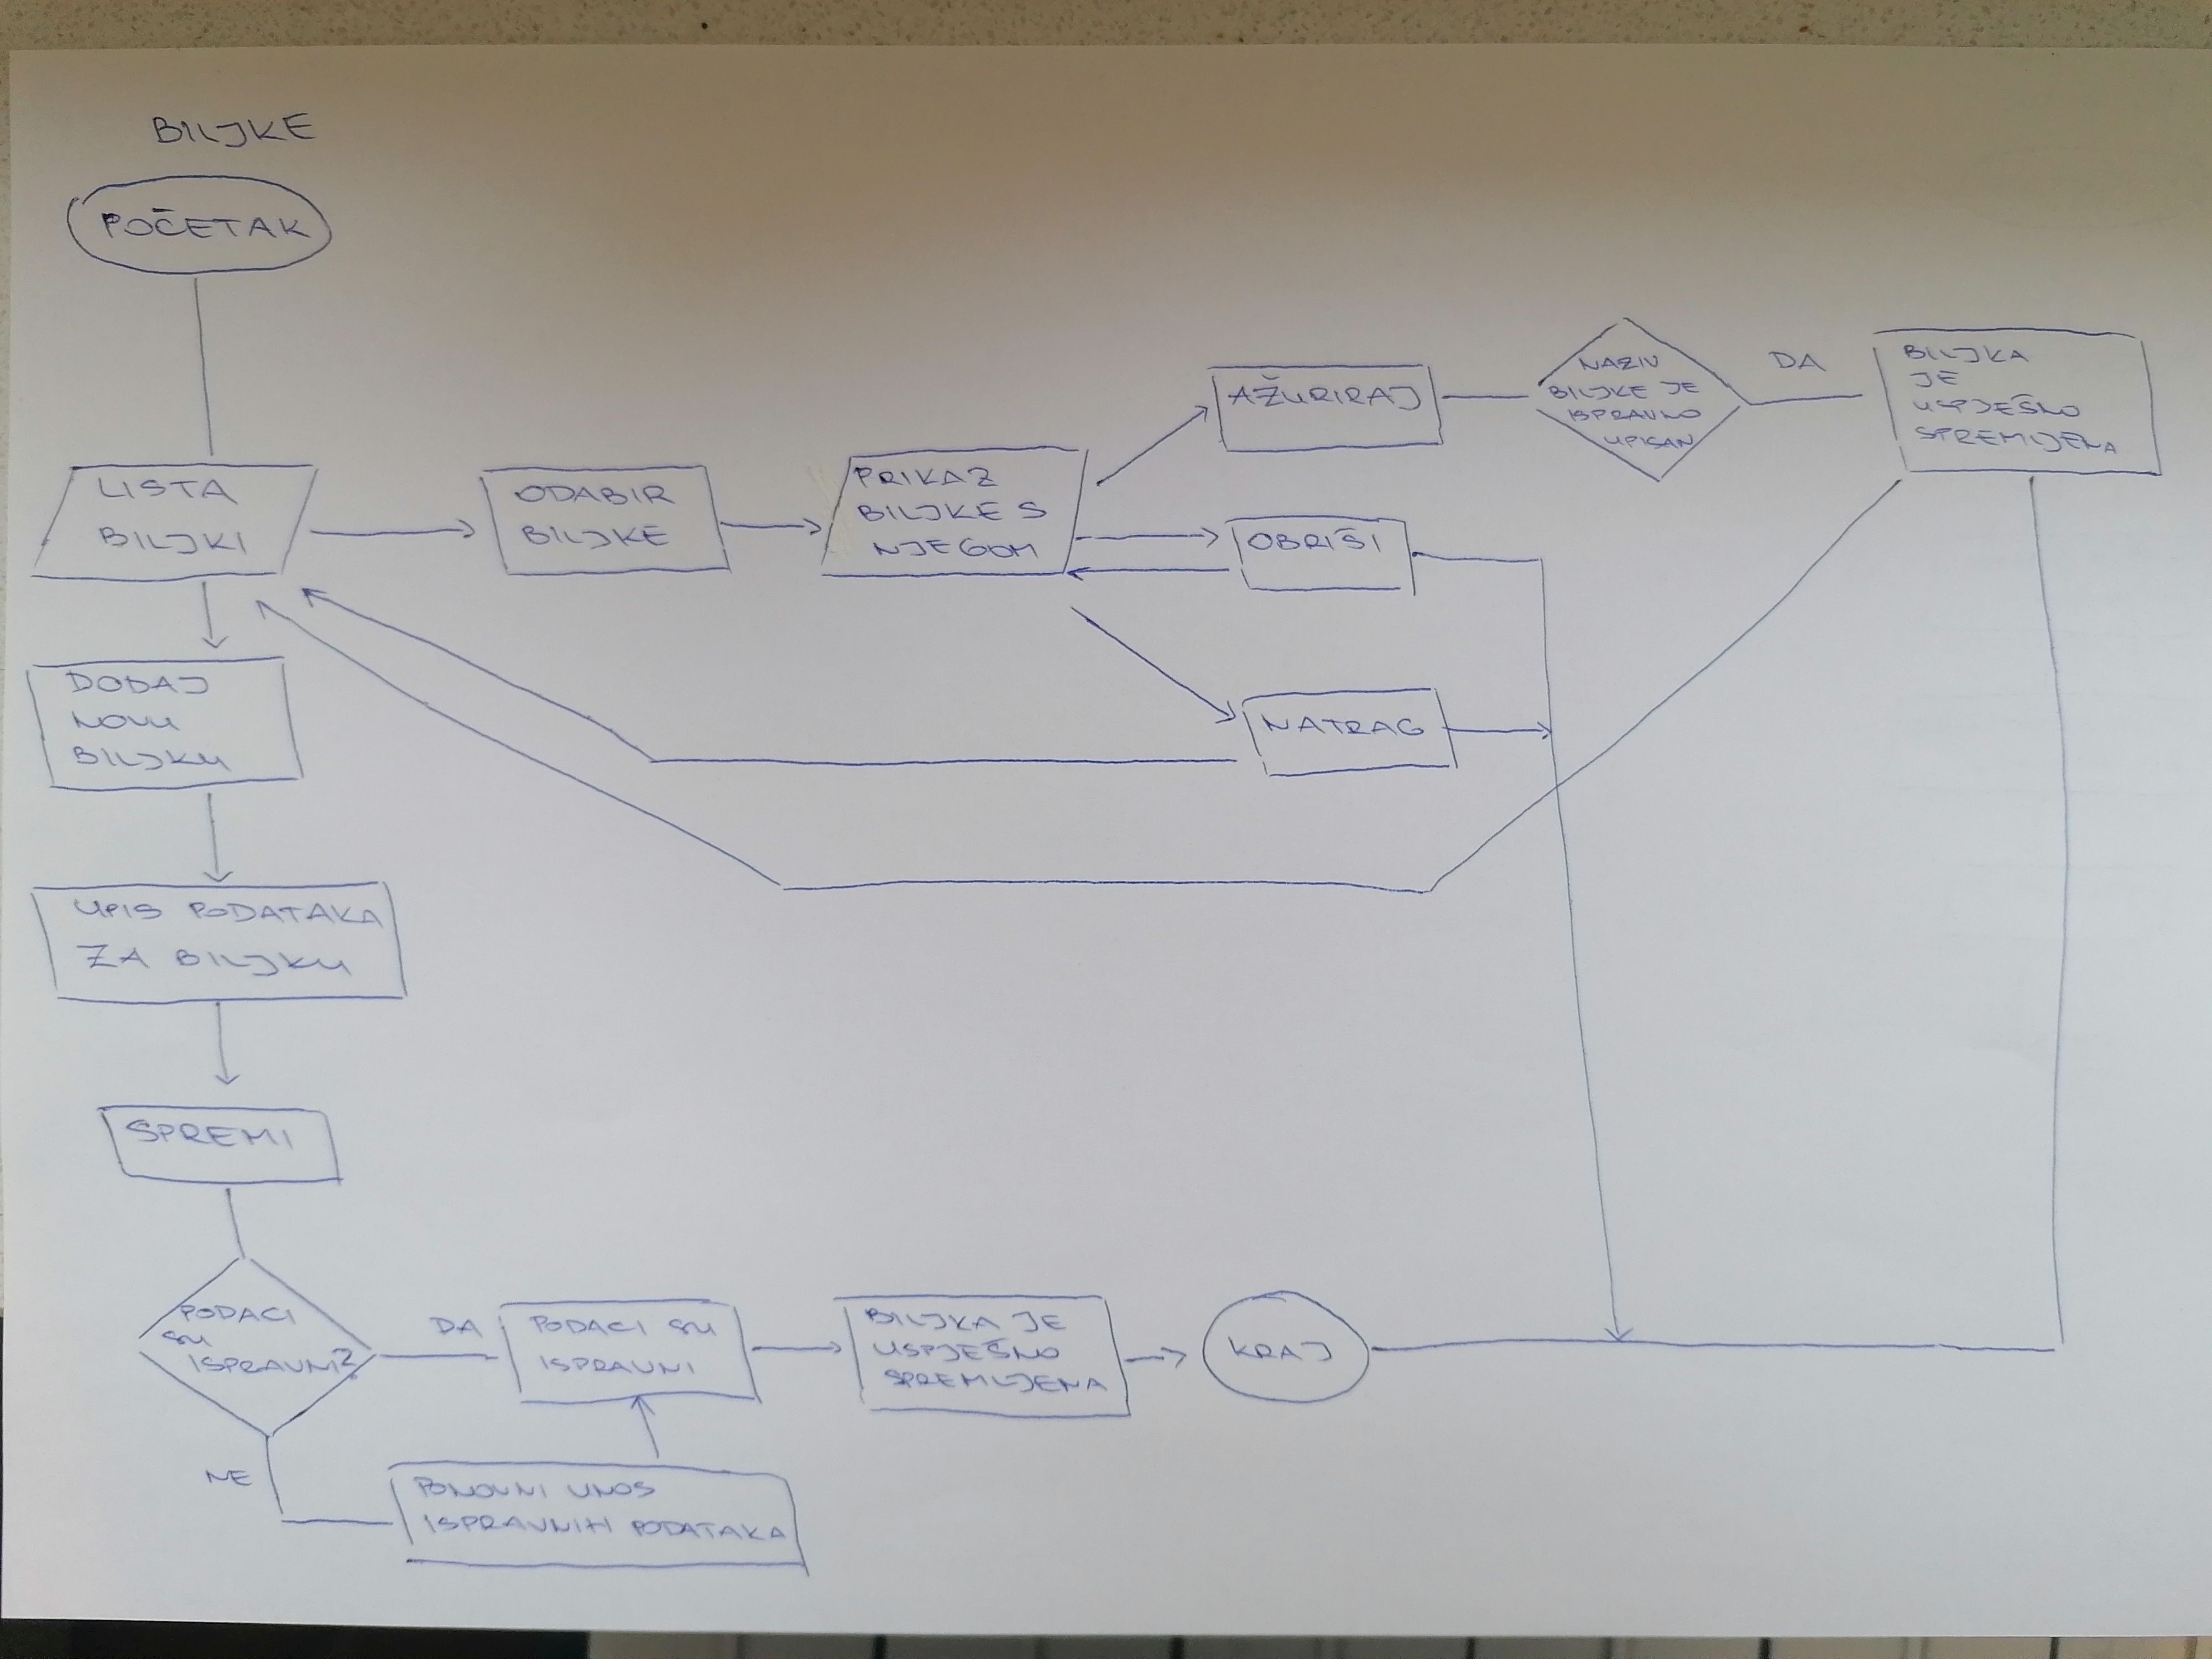 BILJKE
POČETAK
LISTA
BILJKI
ODABIR
BILJKE
PRIKAZ
BILJKE S
NJEGOM
AŽURIRAJ
NAZIV
BILJKE JE
ISPRAVNO
UPISAN
DA
BILJKA
JE
USPJEŠNO
SPREMLJENA
OBRIŠI
NATRAG
DODAJ
NOVU
BILJKU
UPIS PODATAKA
ZA BILJKU
SPREMI
PODACI
SU
ISPRAVNI?
DA
PODACI SU
ISPRAVNI
BILJKA JE
USPJEŠNO
SPREMLJENA
KRAJ
NE
PONOVNI UNOS
ISPRAVNIH PODATAKA